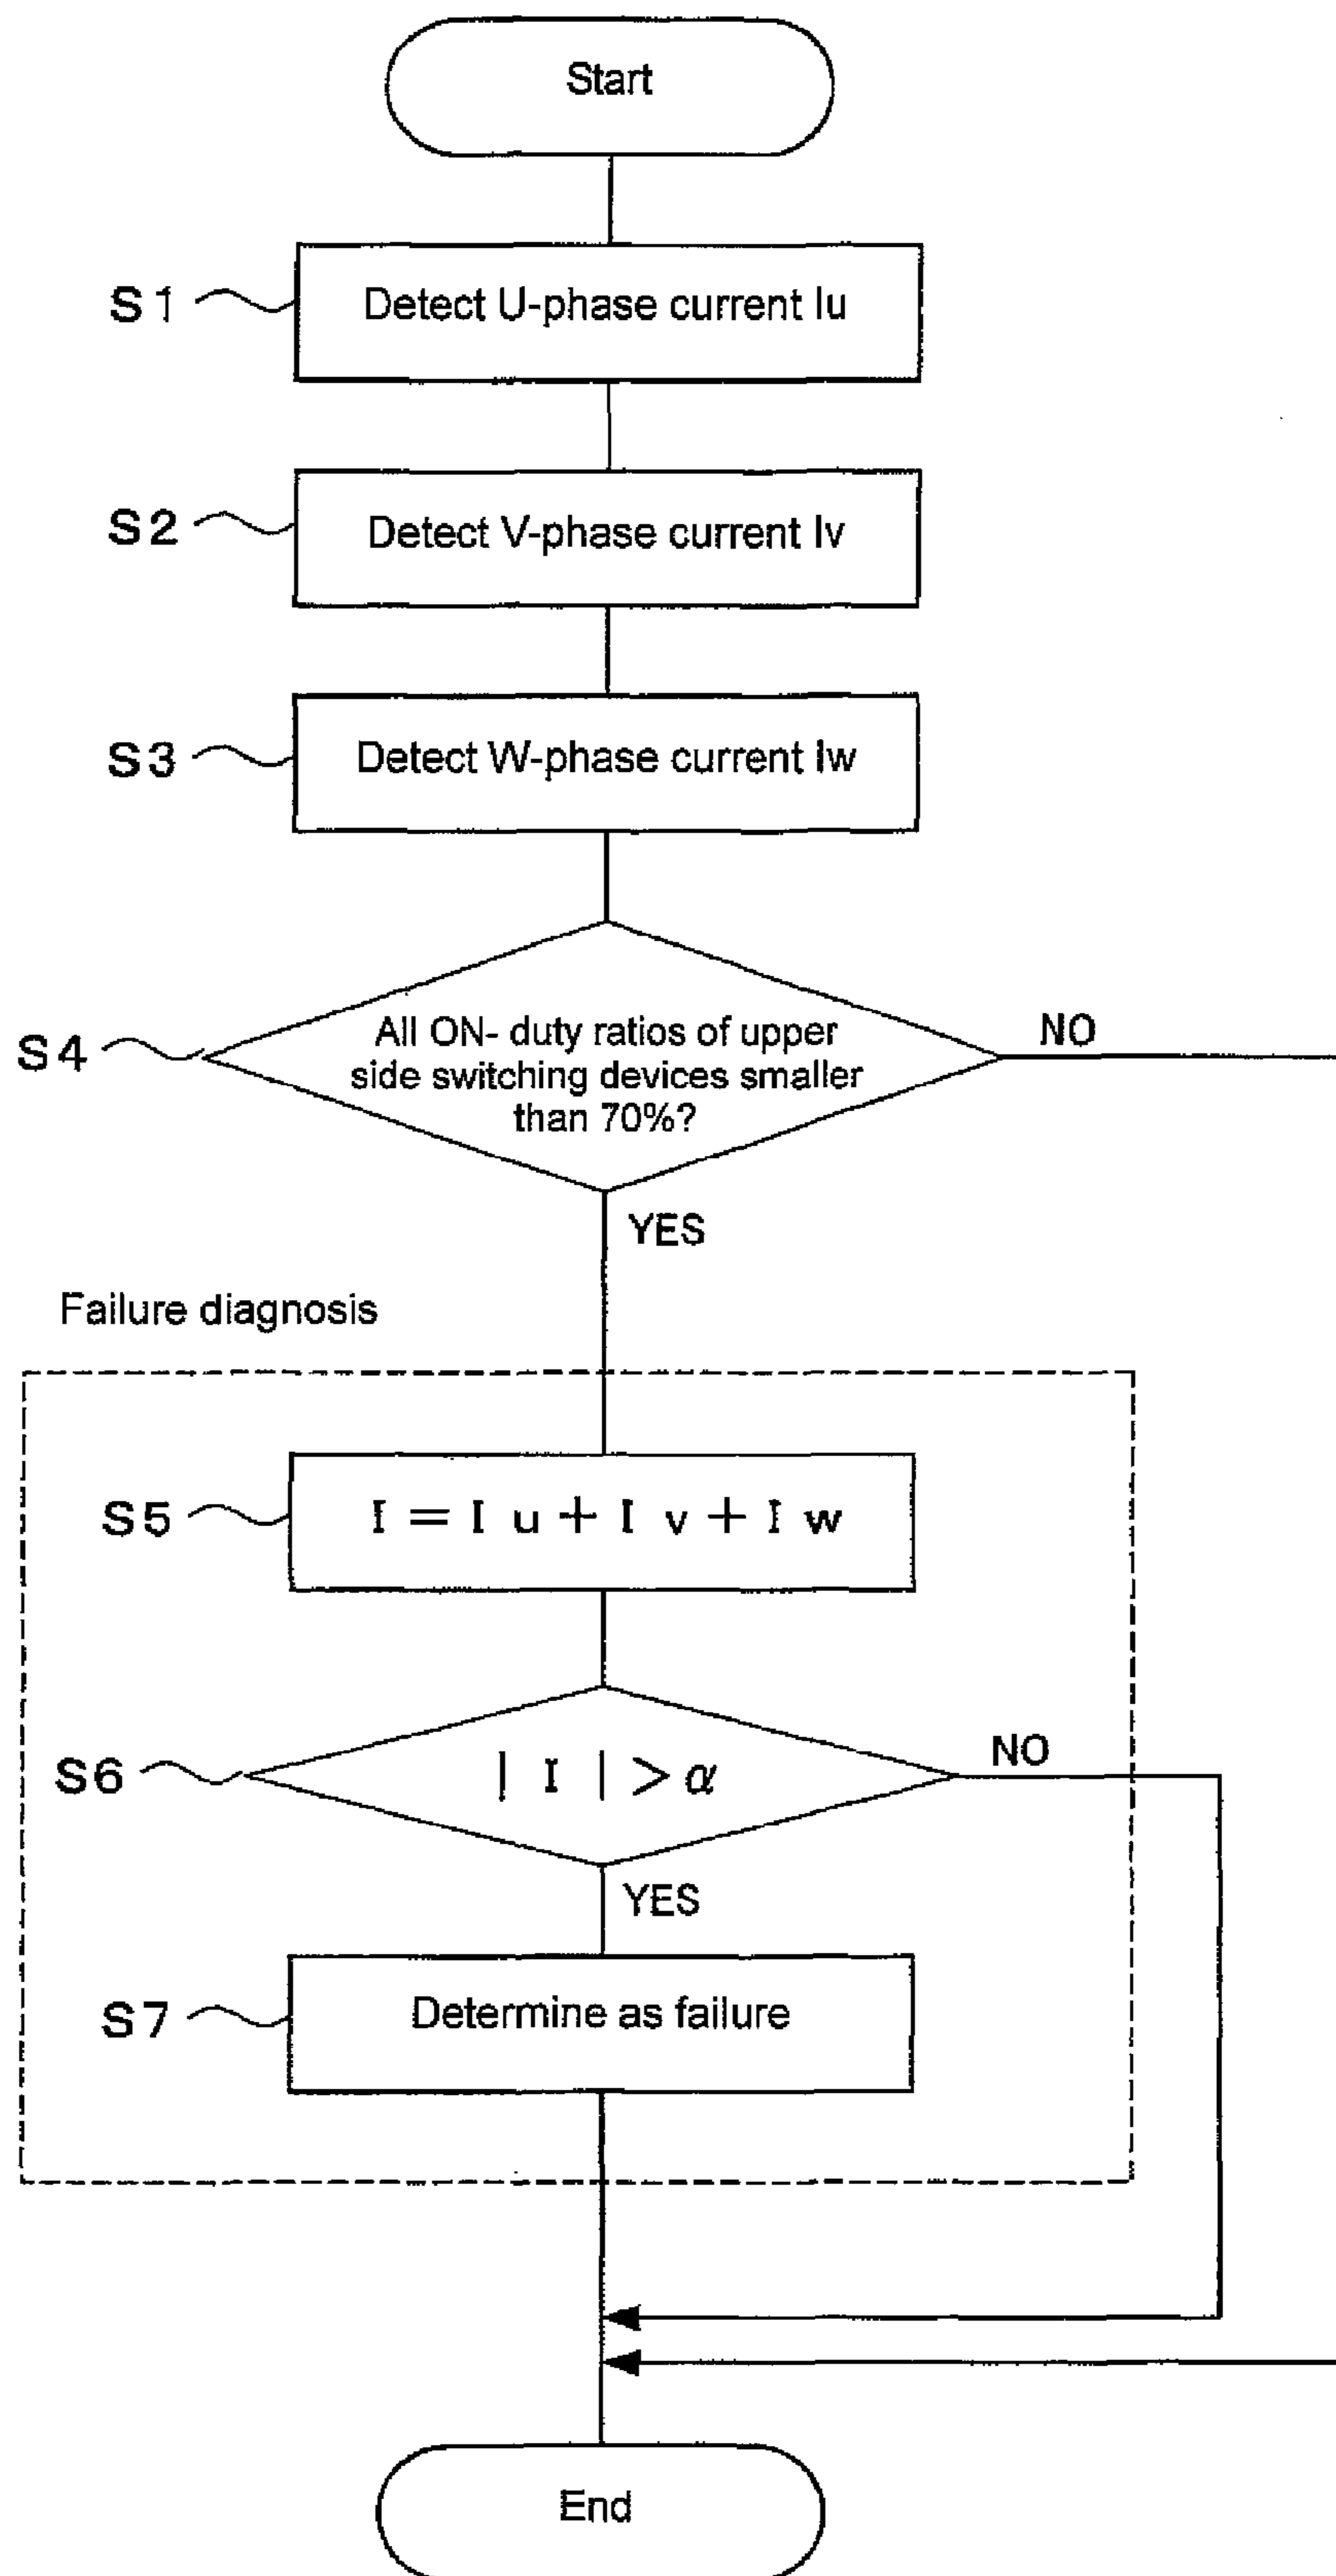 Start
S1
Detect U-phase current Iu
S2
Detect V-phase current Iv
S3
Detect W-phase current Iw
S4
All ON- duty ratios of upper
side switching devices smaller
than 70%?
NO
YES
Failure diagnosis
S5
I = I u + I v + I w
S6
| I | > α
NO
YES
S7
Determine as failure
End